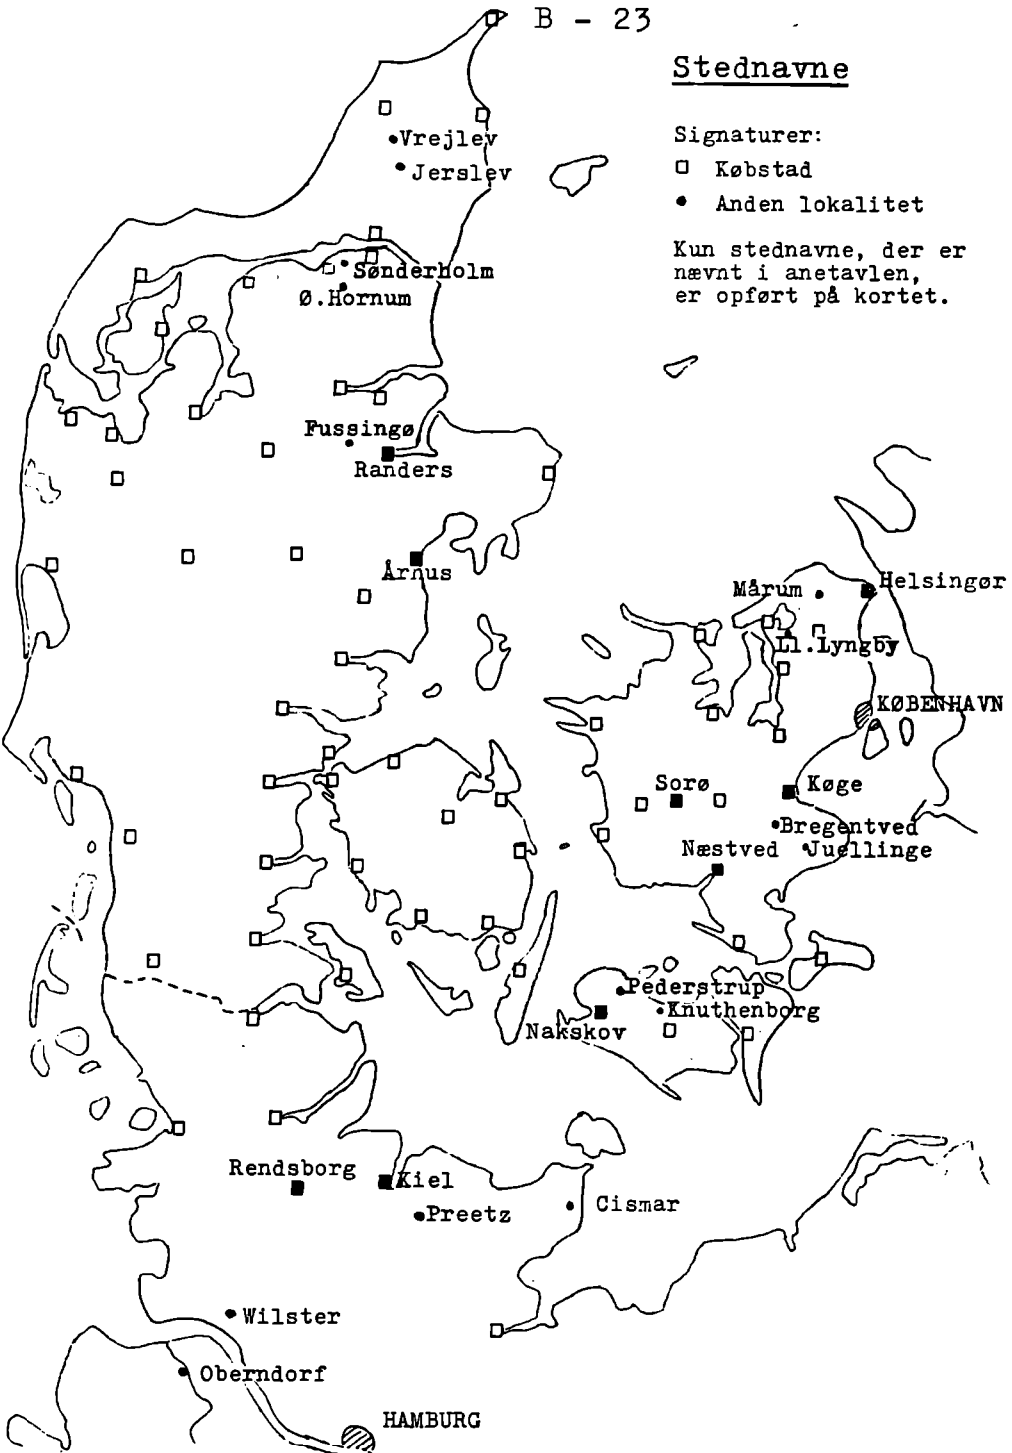 B - 23
Stednavne
Signaturer:
Købstad
Anden lokalitet
Kun stednavne, der er
nævnt i anetavlen,
er opført på kortet.
Vrejlev
Jerslev
Sønderholm
Ø.Hornum
Fussingø
Randers
Århus
Mårum
Helsingør
Ll.Lyngby
KØBENHAVN
Sorø
Køge
Bregentved
Næstved
Juellinge
Pederstrup
Knuthenborg
Nakskov
Rendsborg
Kiel
Preetz
Cismar
Wilster
Oberndorf
HAMBURG